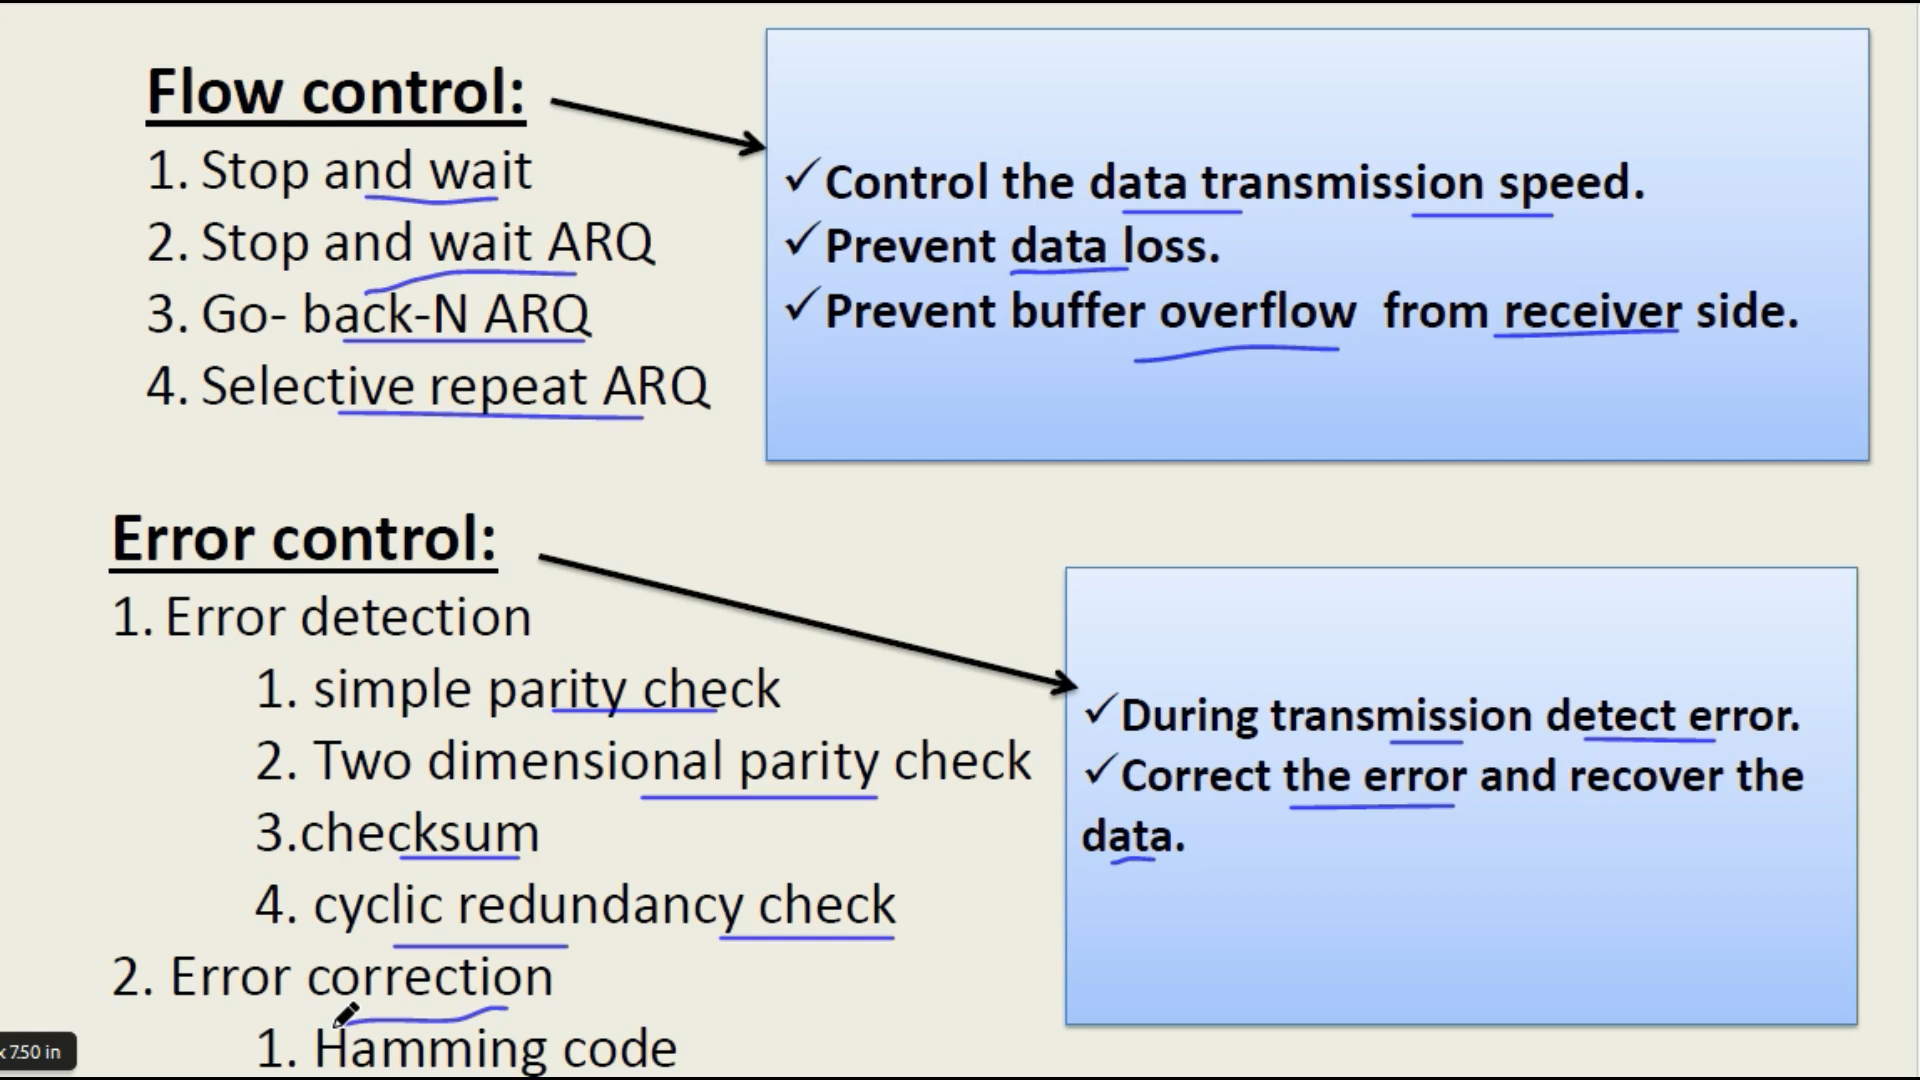 Flow control:
1. Stop and wait
2. Stop and wait ARQ
3. Go- back-N ARQ
4. Selective repeat ARQ
✓Control the data transmission speed.
✓Prevent data loss.
✓Prevent buffer overflow from receiver side.
Error control:
1. Error detection
1. simple parity check
2. Two dimensional parity check
3.checksum
4. cyclic redundancy check
2. Error correction
1. Hamming code
✓During transmission detect error.
✓Correct the error and recover the
data.
x 7.50 in